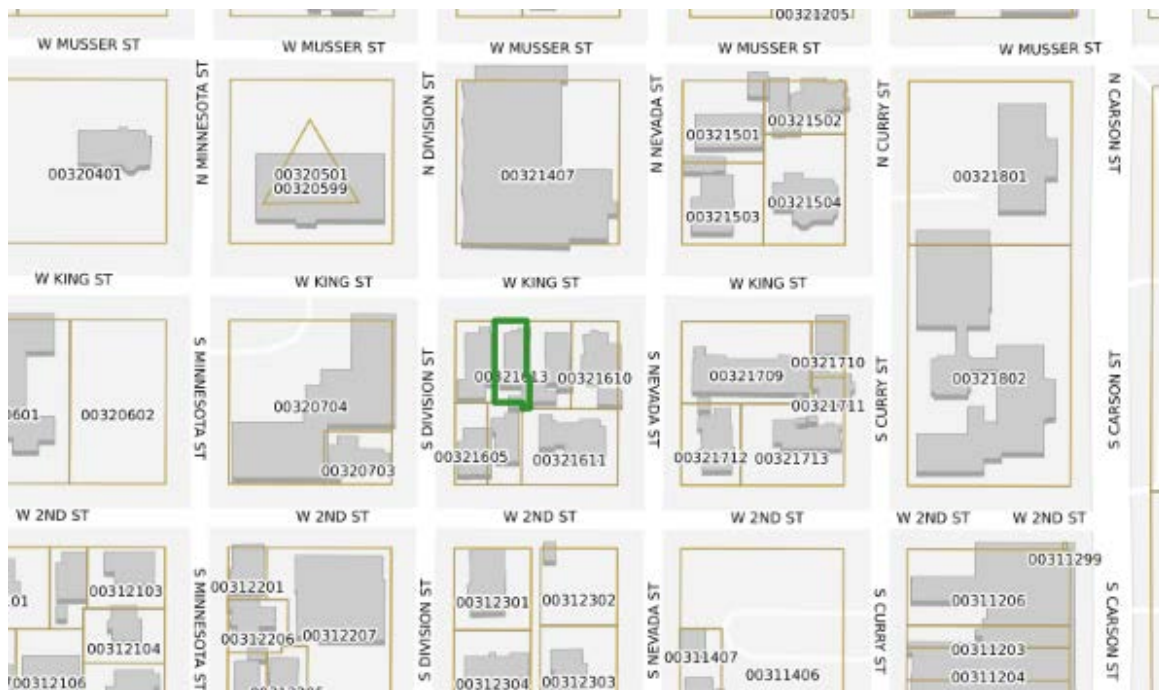 00321205
W MUSSER ST
W MUSSER ST
W MUSSER ST
W MUSSER ST
W MUSSER ST
N MINNESOTA ST
N DIVISION ST
N NEVADA ST
N CURRY ST
N CARSON ST
00320401
00320501
00320599
00321407
00321501
00321502
00321503
00321504
00321801
W KING ST
W KING ST
W KING ST
W KING ST
S MINNESOTA ST
S DIVISION ST
S NEVADA ST
S CURRY ST
S CARSON ST
0601
00320602
00320704
00320703
00321613
00321610
00321605
00321611
00321709
00321710
00321711
00321712
00321713
00321802
W 2ND ST
W 2ND ST
W 2ND ST
W 2ND ST
W 2ND ST
W 2ND ST
S MINNESOTA ST
S DIVISION ST
S NEVADA ST
S CURRY ST
S CARSON ST
101
00312103
00312104
00312106
00312201
00312206
00312207
00312301
00312302
00312304
00312303
00311407
00311406
00311299
00311206
00311203
00311204